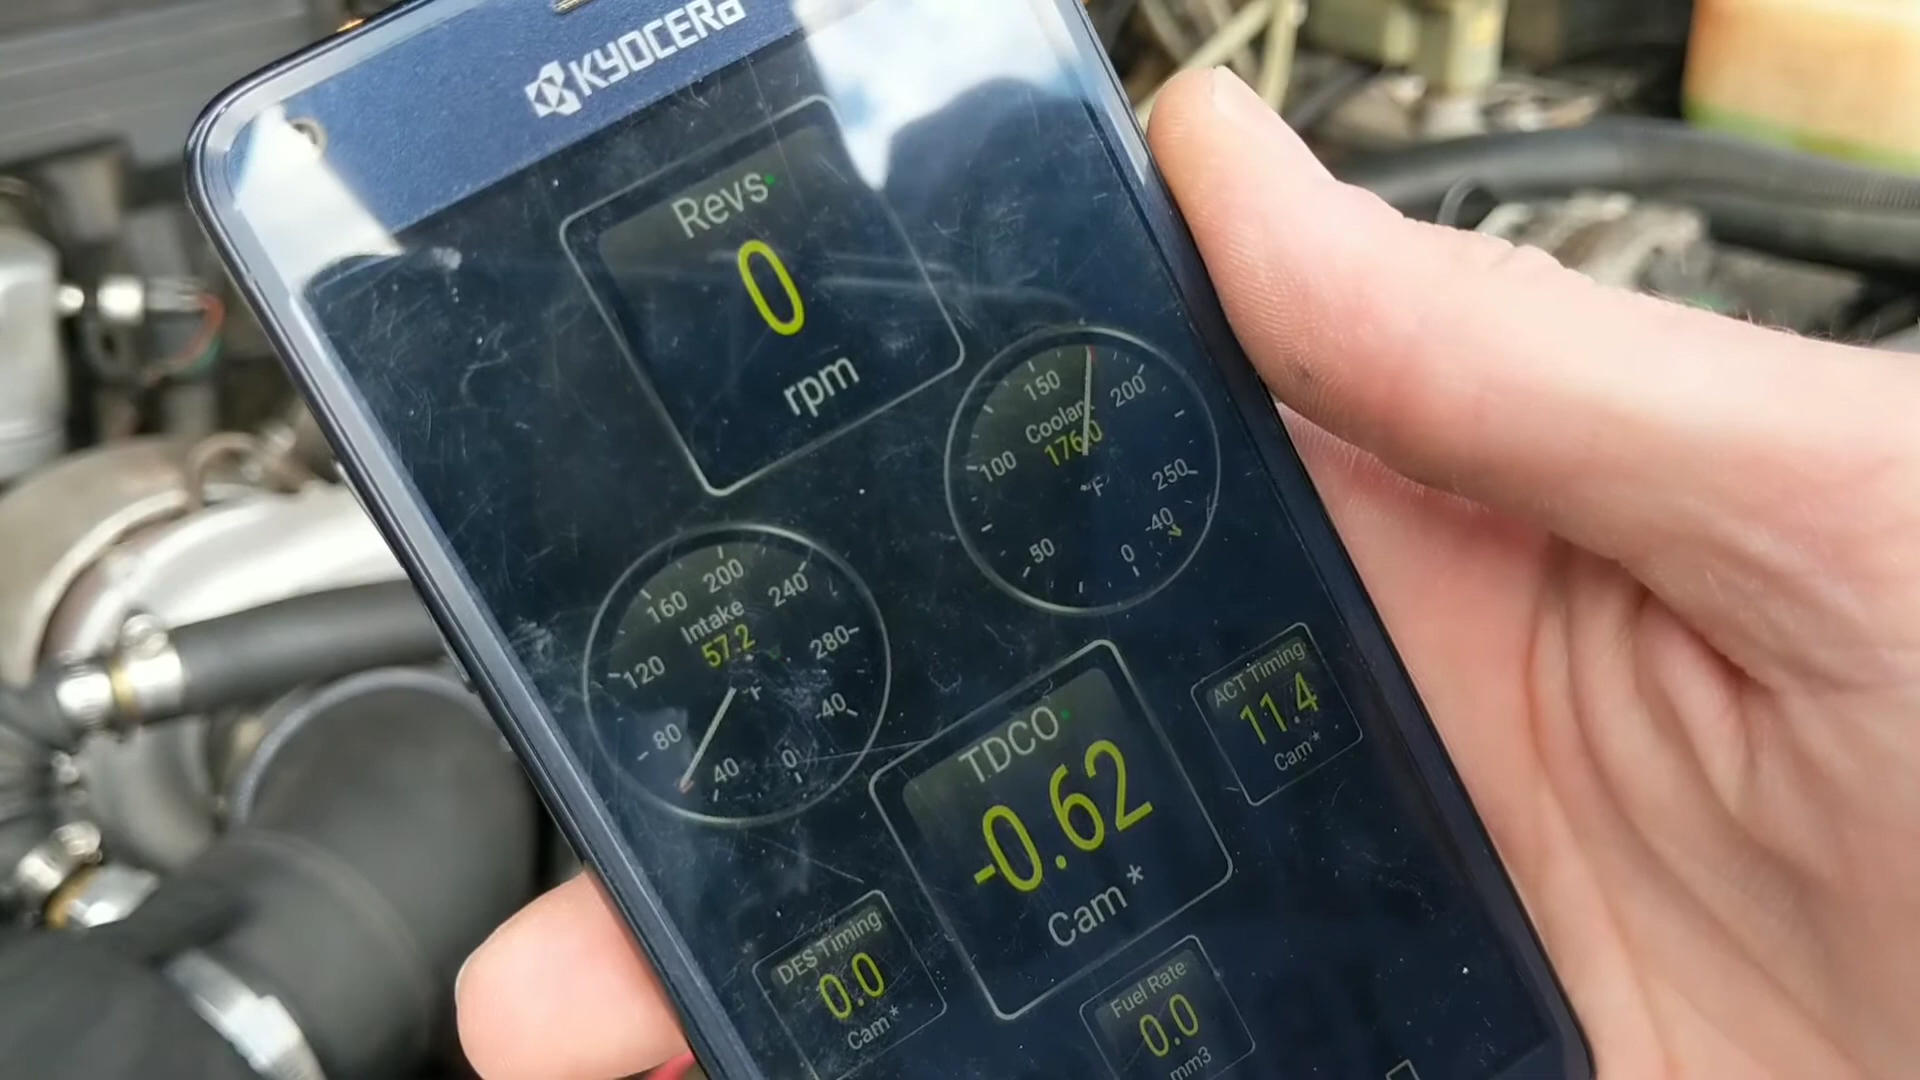 KYOCERa
Revs
0
rpm
150
200
Coolant
176.0
100
°F
250
-40
50
0
200
160
240
Intake
57.2
280
120
°F
-40
80
40
0
TDCO
-0.62
Cam *
ACT Timing
11.4
Cam *
DES Timing
0.0
Cam *
Fuel Rate
0.0
mm3